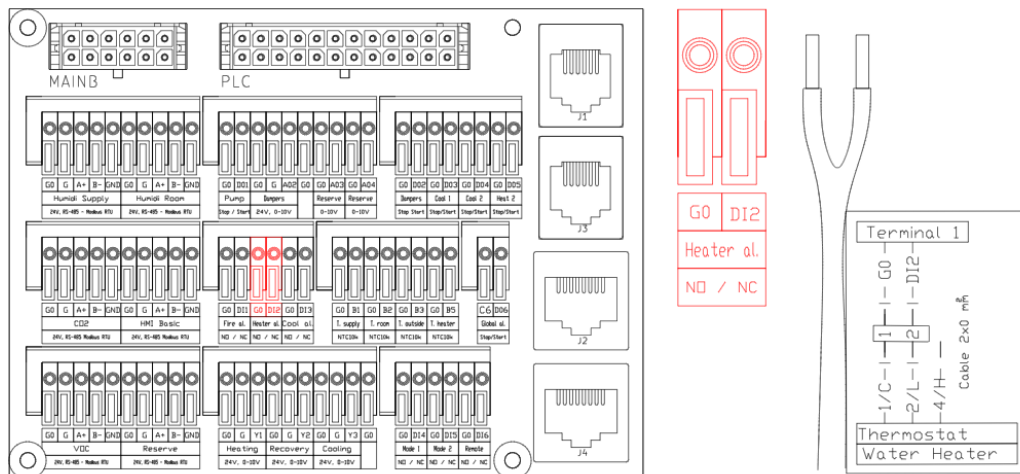 MAINB
PLC
J1
G0 G A+ B- GND G0 G A+ B- GND
Humidi Supply Humidi Room
24V, RS-485 - Modbus RTU 24V, RS-485 - Modbus RTU
G0 DO1 G0 G AO2 G0 G0 AO3 G0 AO4
Pump Dampers Reserve Reserve
Stop / Start 24V, 0-10V 0-10V 0-10V
G0 DO2 G0 DO3 G0 DO4 G0 DO5
Dampers Cool 1 Cool 2 Heat 2
Stop Start Stop/Start Stop/Start Stop/Start
J3
G0 G A+ B- GND G0 G A+ B- GND
CO2 HMI Basic
24V, RS-485 Modbus RTU 24V, RS-485 - Modbus RTU
G0 DI1 G0 DI2 G0 DI3
Fire al. Heater al. Cool al.
NO / NC NO / NC NO / NC
G0 B1 G0 B2 G0 B3 G0 B5
T. supply T. room T. outside T. heater
NTC10k NTC10k NTC10k NTC10k
C6 DO6
Global al.
Stop/Start
J2
G0 G A+ B- GND G0 G A+ B- GND
VOC Reserve
24V, RS-485 - Modbus RTU 24V, RS-485 - Modbus RTU
G0 G Y1 G0 G Y2 G0 G Y3 G0
Heating Recovery Cooling
24V, 0-10V 24V, 0-10V 24V, 0-10V
G0 DI4 G0 DI5 G0 DI6
Mode 1 Mode 2 Remote
NO / NC NO / NC NO / NC
J4
G0 DI2
Heater al.
NO / NC
Terminal 1
G0 DI2
1 2
1/C 2/L 4/H
Cable 2x0 mm²
Thermostat
Water Heater